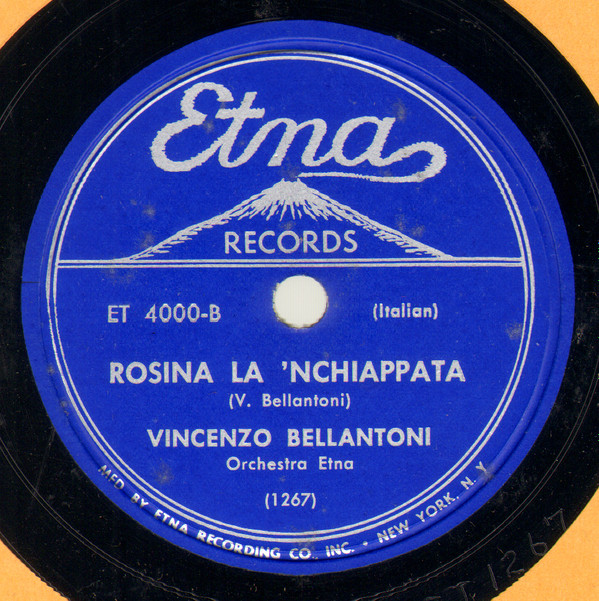 Etna
RECORDS
ET 4000-B (Italian)
ROSINA LA 'NCHIAPPATA
(V. Bellantoni)
VINCENZO BELLANTONI
Orchestra Etna
(1267)
MFD BY ETNA RECORDING CO., INC. • NEW YORK, N. Y.
1267